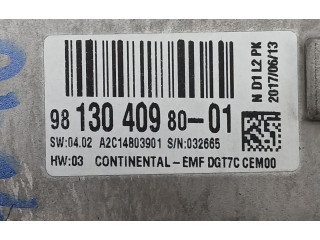 N D1 L2 PK
2017/06/13
98 130 409 80-01
SW:04.02 A2C14803901 S/N:032665
HW:03 CONTINENTAL-EMF DGT7C CEM00